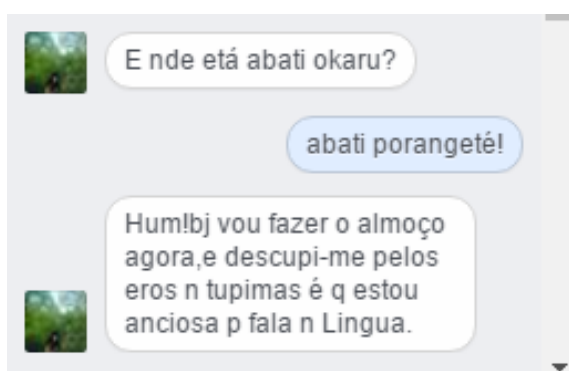 E nde etá abati okaru?
abati porangeté!
Hum!bj vou fazer o almoço
agora,e descupi-me pelos
eros n tupimas é q estou
anciosa p fala n Lingua.